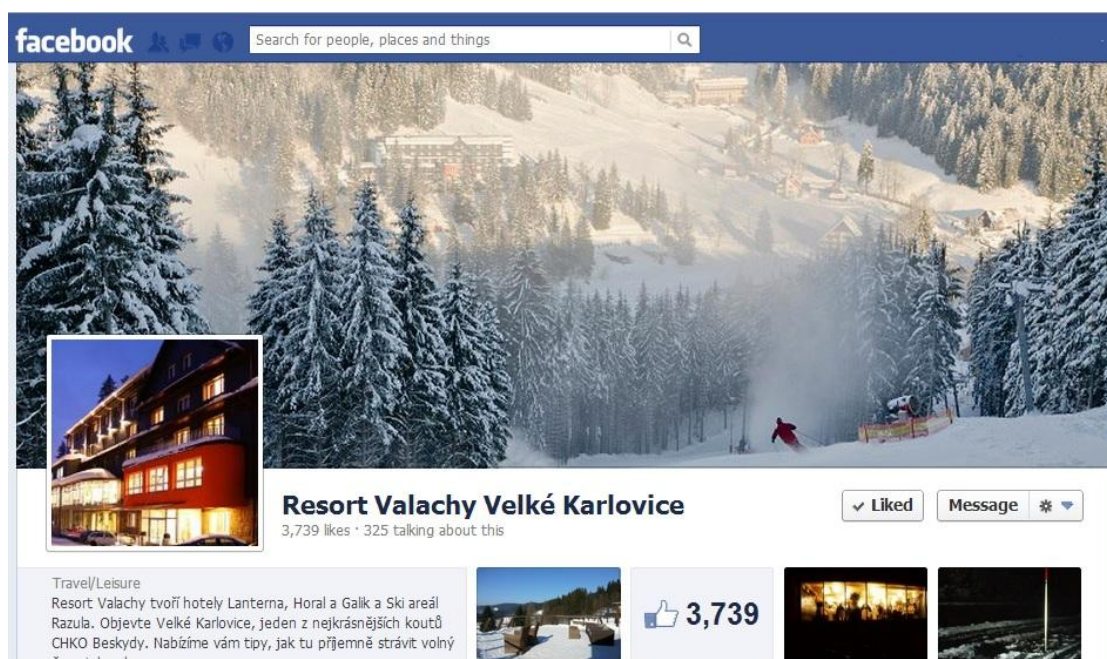 facebook
Search for people, places and things
Resort Valachy Velké Karlovice
3,739 likes · 325 talking about this
✓ Liked
Message
Travel/Leisure
Resort Valachy tvoří hotely Lanterna, Horal a Galik a Ski areál
Razula. Objevte Velké Karlovice, jeden z nejkrásnějších koutů
CHKO Beskydy. Nabízíme vám tipy, jak tu příjemně strávit volný
3,739